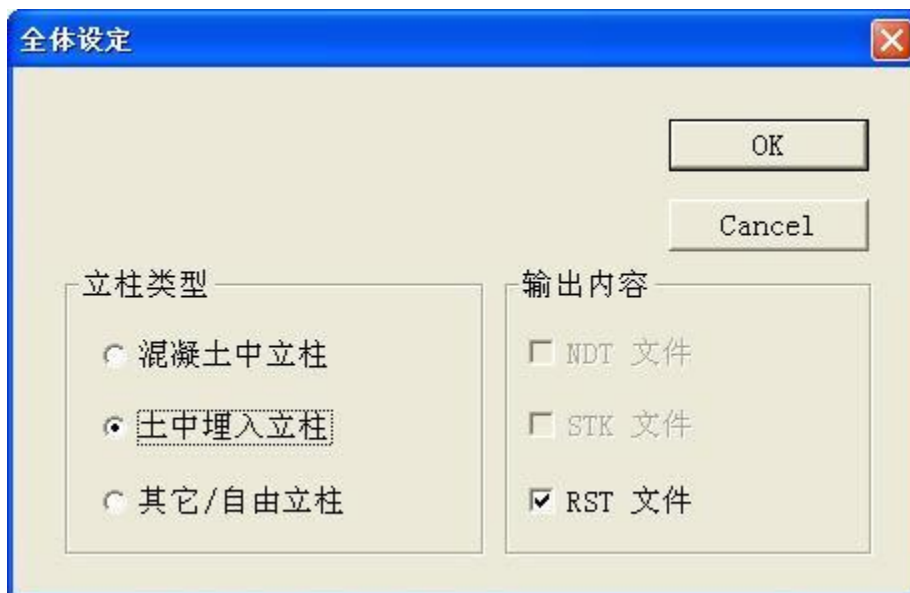 全体设定
OK
Cancel
立柱类型
混凝土中立柱
土中埋入立柱
其它/自由立柱
输出内容
NDT 文件
STK 文件
RST 文件